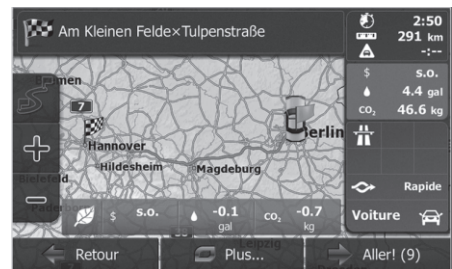 Am Kleinen Felde×Tulpenstraße
2:50
291 km
-:--
$ s.o.
4.4 gal
CO₂ 46.6 kg
7
Hannover
Berlin
Hildesheim
Magdeburg
Bielefeld
Leipzig
$ s.o. -0.1 gal CO₂ -0.7 kg
Rapide
Voiture
Retour
Plus...
Aller! (9)